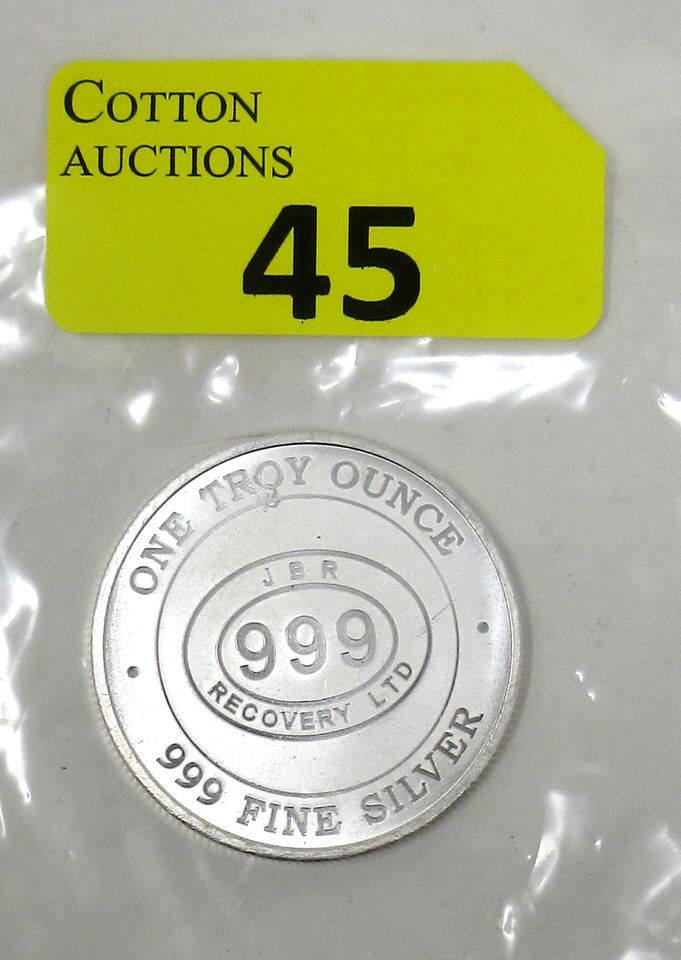 COTTON
AUCTIONS
45
ONE TROY OUNCE
JBR
999
RECOVERY LTD
999 FINE SILVER